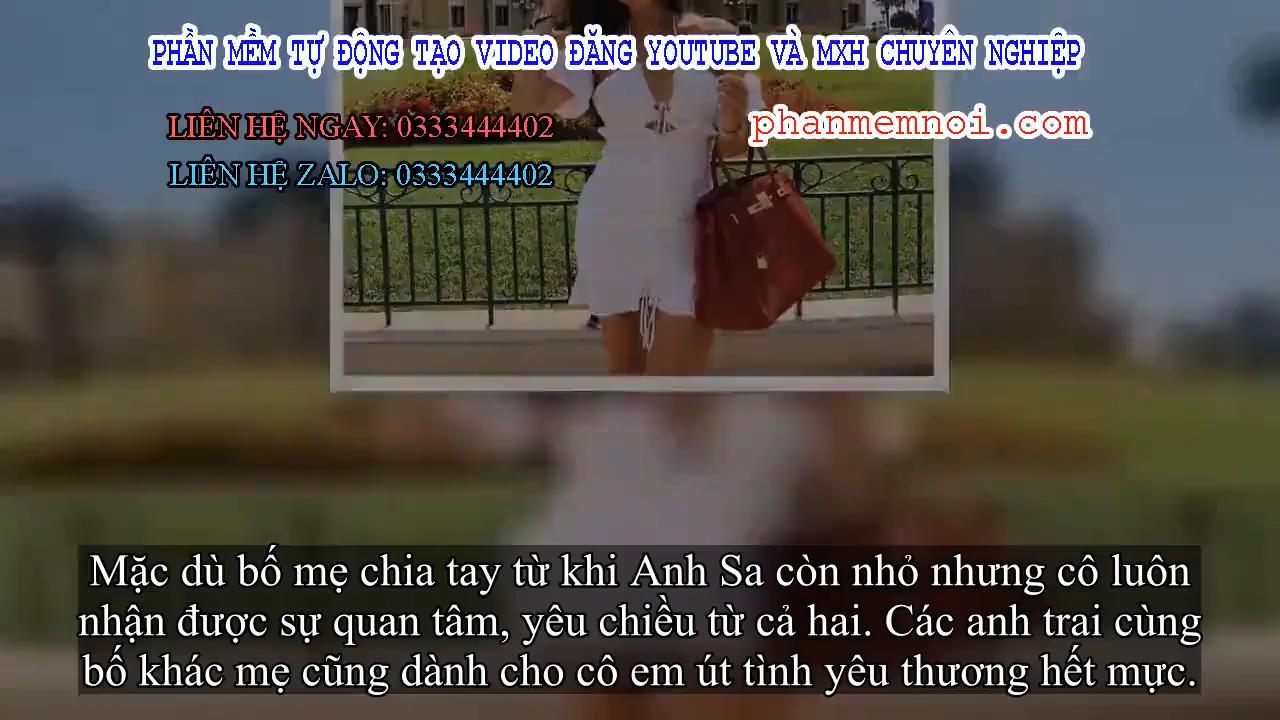 PHẦN MỀM TỰ ĐỘNG TẠO VIDEO ĐĂNG YOUTUBE VÀ MXH CHUYÊN NGHIỆP
LIÊN HỆ NGAY: 0333444402
phanmemnoi.com
LIÊN HỆ ZALO: 0333444402
Mặc dù bố mẹ chia tay từ khi Anh Sa còn nhỏ nhưng cô luôn
nhận được sự quan tâm, yêu chiều từ cả hai. Các anh trai cùng
bố khác mẹ cũng dành cho cô em út tình yêu thương hết mực.